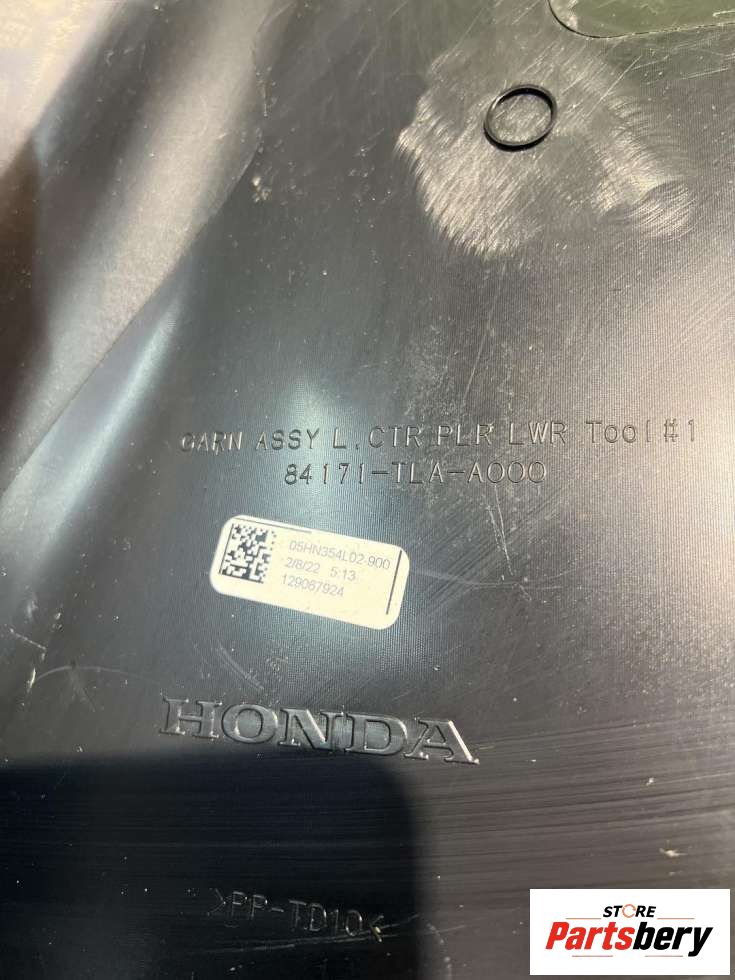 GARN ASSY L, CTR PLR LWR Tool#1
84171-TLA-A000
05HN354L02-900
2/8/22 5:13
129067924
HONDA
>PP-TD10<
STORE
Partsbery